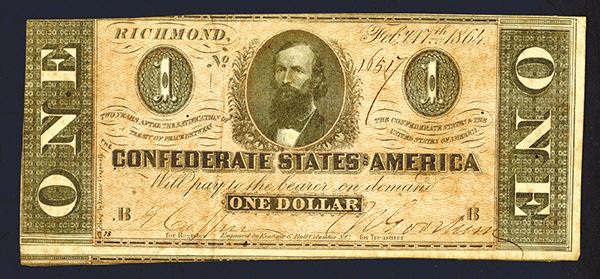 ONE
RICHMOND, Feby 17th 1864
No 16517
1 1
TWO YEARS AFTER THE RATIFICATION OF THE CONFEDERATE STATES & THE
TREATY OF PEACE BETWEEN UNITED STATES OF AMERICA
THE
CONFEDERATE STATES OF AMERICA
Will pay to the bearer on demand
B ONE DOLLAR B
for Register Engraved by Keatinge & Ball Columbia, S.C. for Treasurer
ONE